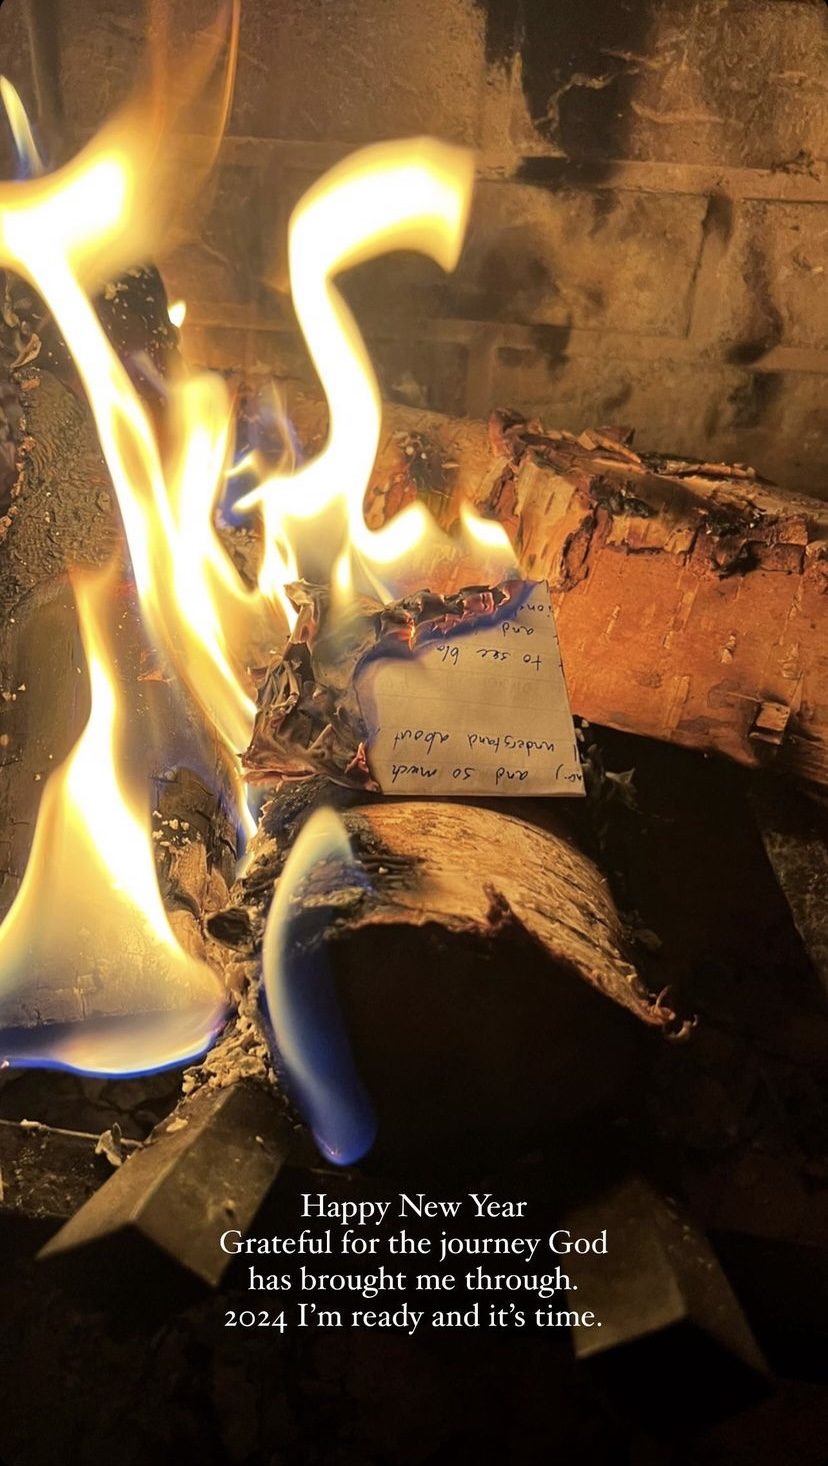 and so much
I understand about
to see
and
Happy New Year
Grateful for the journey God
has brought me through.
2024 I’m ready and it’s time.